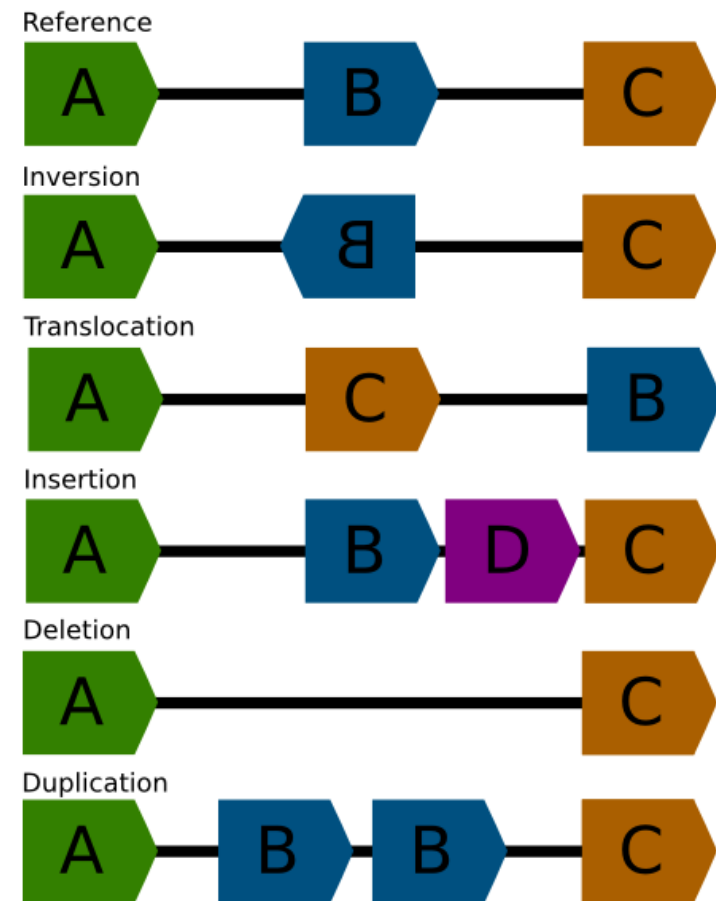 Reference
A B C
Inversion
A B C
Translocation
A C B
Insertion
A B D C
Deletion
A C
Duplication
A B B C